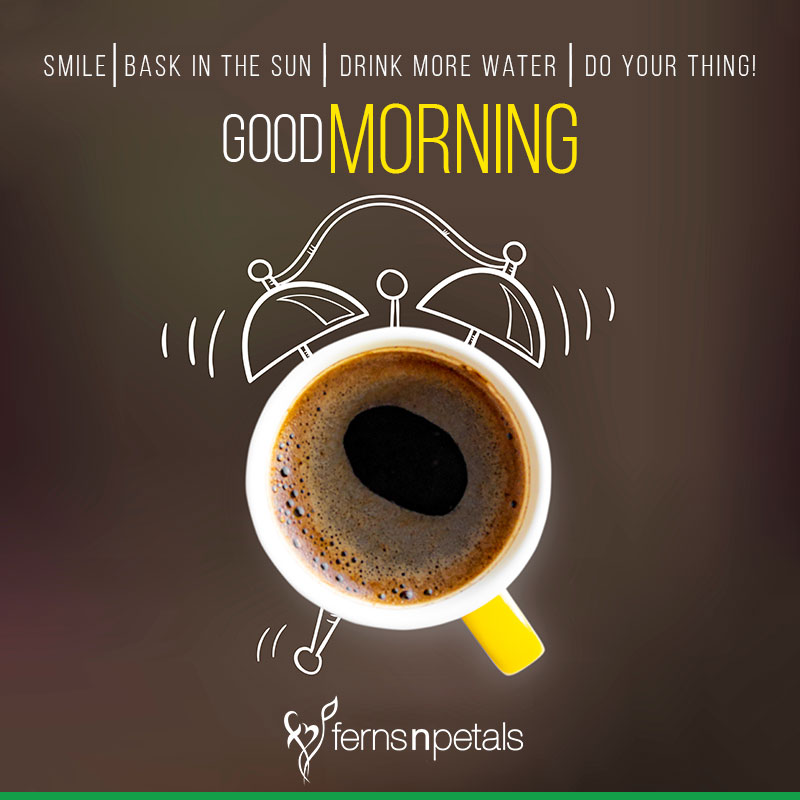 SMILE | BASK IN THE SUN | DRINK MORE WATER | DO YOUR THING!
GOOD MORNING
fernsnpetals